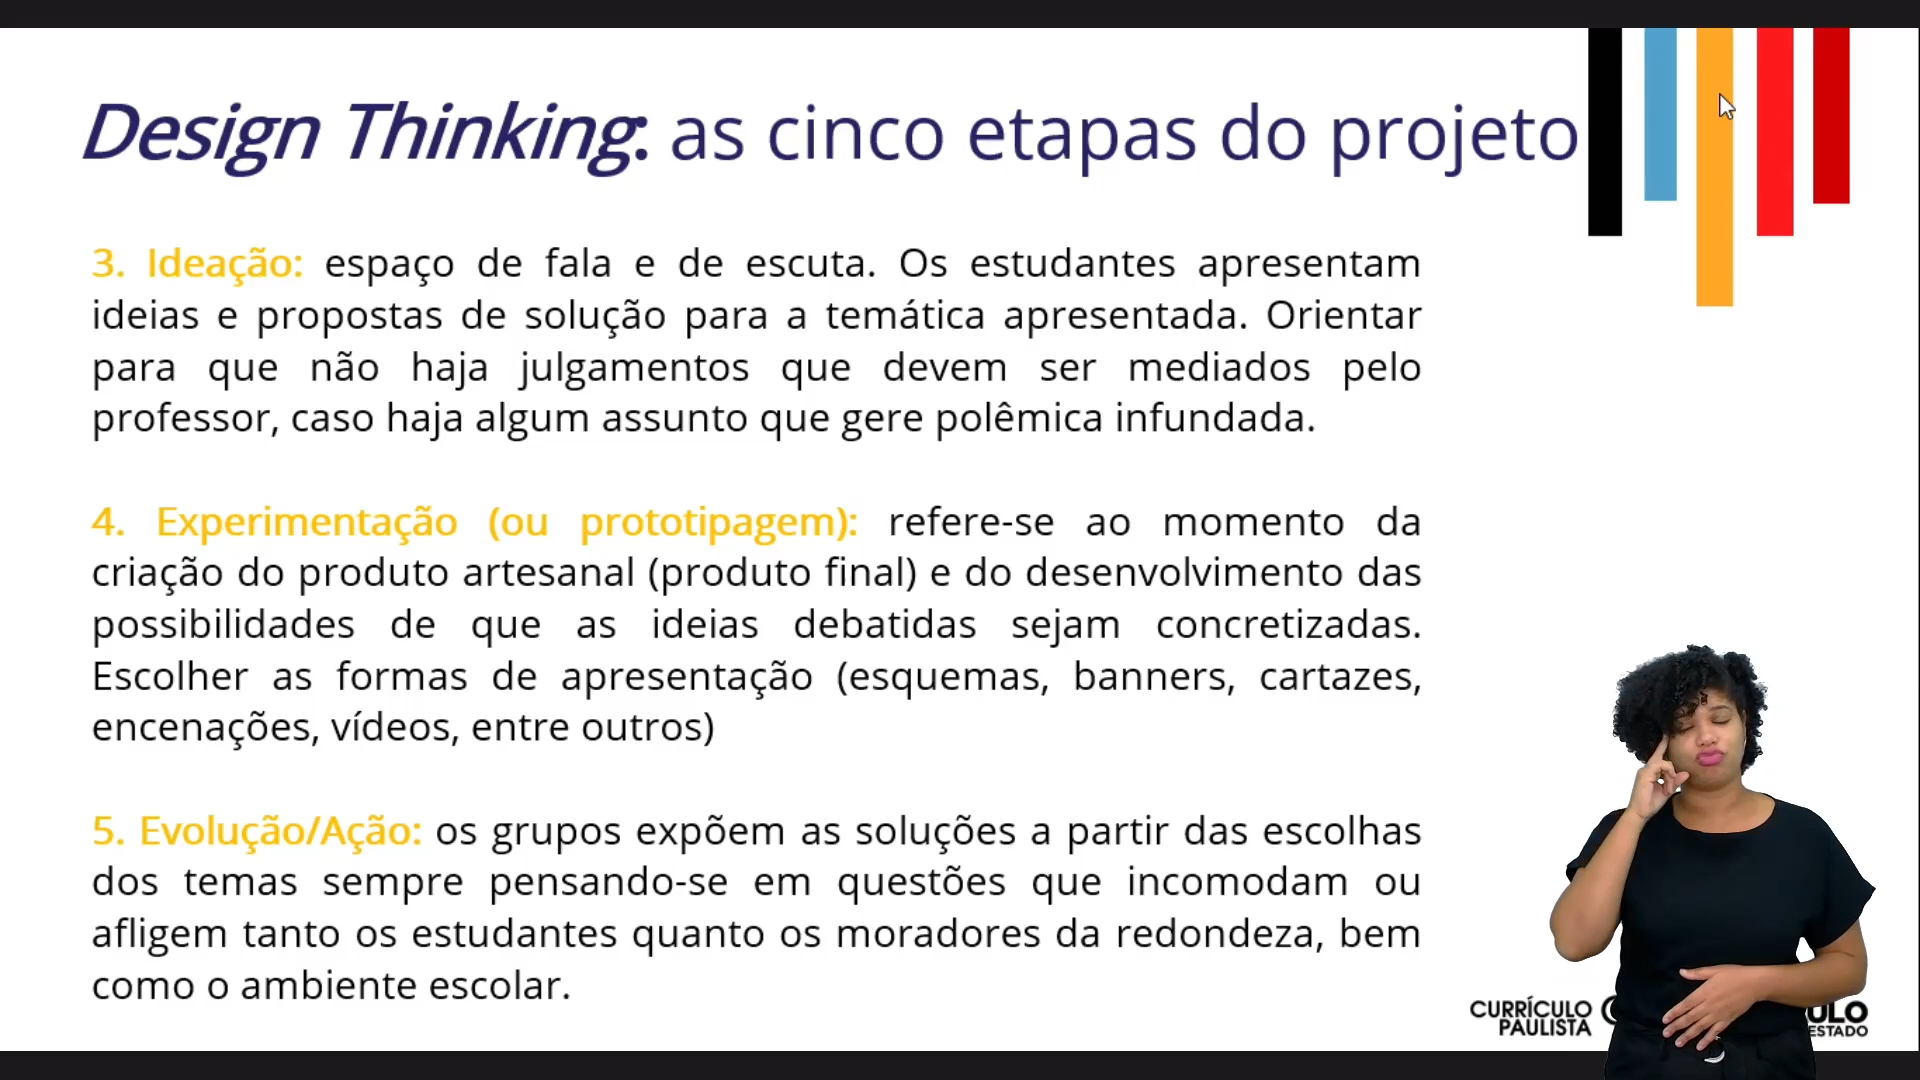 Design Thinking: as cinco etapas do projeto
3. Ideação: espaço de fala e de escuta. Os estudantes apresentam
ideias e propostas de solução para a temática apresentada. Orientar
para que não haja julgamentos que devem ser mediados pelo
professor, caso haja algum assunto que gere polêmica infundada.
4. Experimentação (ou prototipagem): refere-se ao momento da
criação do produto artesanal (produto final) e do desenvolvimento das
possibilidades de que as ideias debatidas sejam concretizadas.
Escolher as formas de apresentação (esquemas, banners, cartazes,
encenações, vídeos, entre outros)
5. Evolução/Ação: os grupos expõem as soluções a partir das escolhas
dos temas sempre pensando-se em questões que incomodam ou
afligem tanto os estudantes quanto os moradores da redondeza, bem
como o ambiente escolar.
CURRÍCULO
PAULISTA
ULO
ESTADO